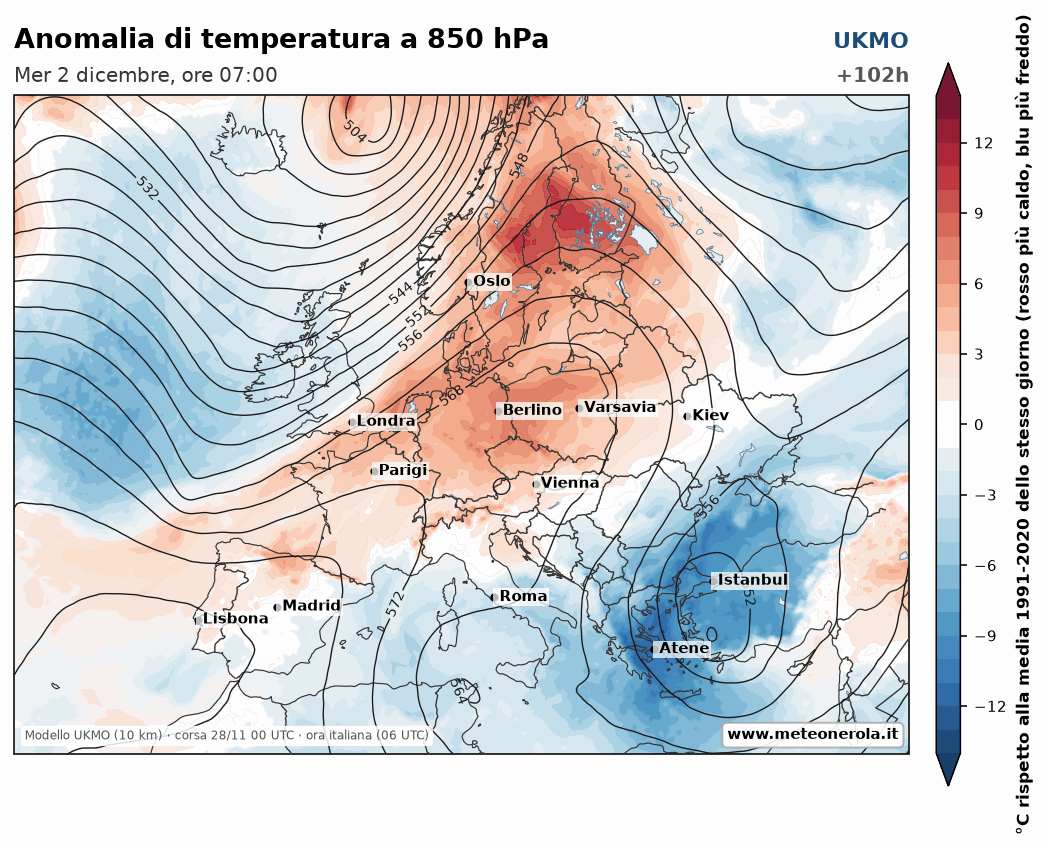 Anomalia di temperatura a 850 hPa
UKMO
Mer 2 dicembre, ore 07:00
+102h
504
532
548
544
552
556
568
Oslo
Londra
Berlino
Varsavia
Kiev
Parigi
Vienna
556
Istanbul
Madrid
572
Roma
Lisbona
Atene
564
Modello UKMO (10 km) · corsa 28/11 00 UTC · ora italiana (06 UTC)
www.meteonerola.it
12
9
6
3
0
−3
−6
−9
−12
°C rispetto alla media 1991-2020 dello stesso giorno (rosso più caldo, blu più freddo)